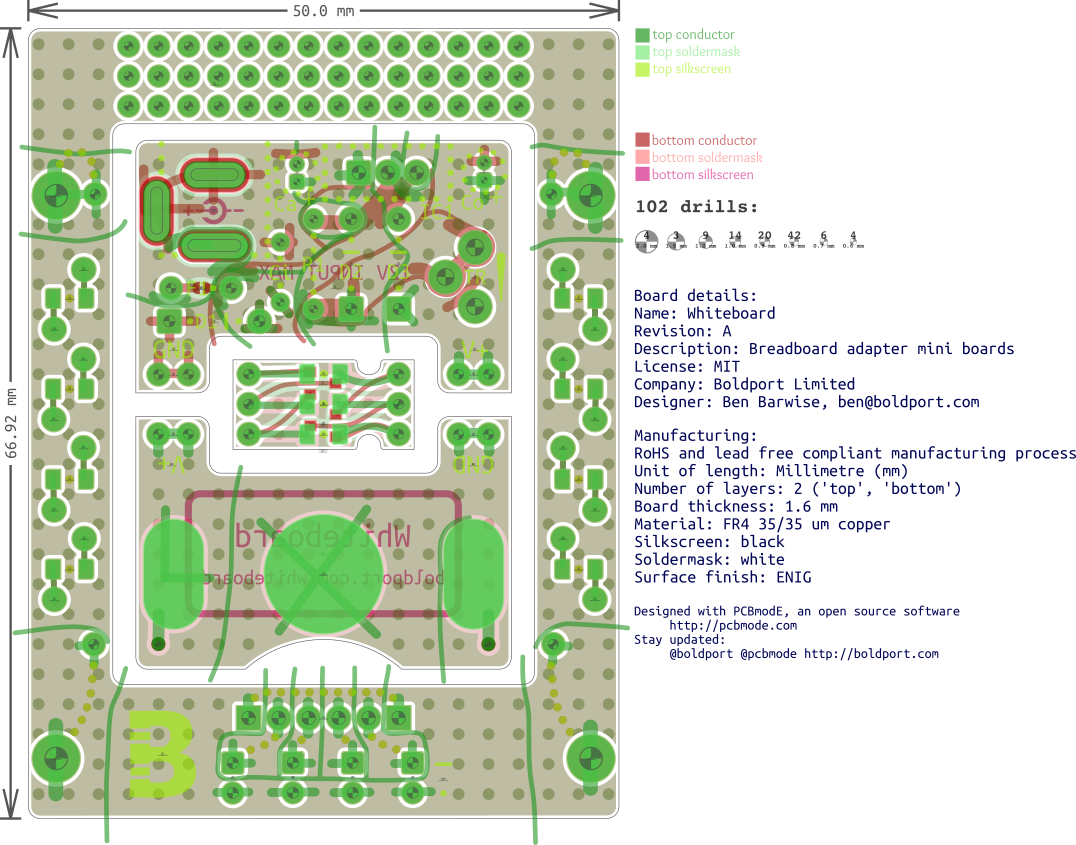 50.0 mm
66.92 mm
top conductor
top soldermask
top silkscreen
bottom conductor
bottom soldermask
bottom silkscreen
102 drills:
4 3 9 14 20 42 6 4
12V INPUT MAX
GND
V+
V+
GND
Whiteboard
boldport.com/whiteboard
B
Board details:
Name: Whiteboard
Revision: A
Description: Breadboard adapter mini boards
License: MIT
Company: Boldport Limited
Designer: Ben Barwise, ben@boldport.com
Manufacturing:
RoHS and lead free compliant manufacturing process
Unit of length: Millimetre (mm)
Number of layers: 2 ('top', 'bottom')
Board thickness: 1.6 mm
Material: FR4 35/35 um copper
Silkscreen: black
Soldermask: white
Surface finish: ENIG
Designed with PCBmodE, an open source software
http://pcbmode.com
Stay updated:
@boldport @pcbmode http://boldport.com